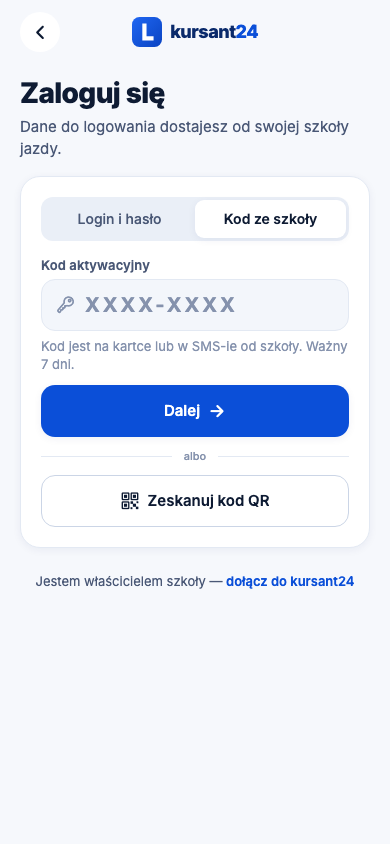 L kursant24
Zaloguj się
Dane do logowania dostajesz od swojej szkoły
jazdy.
Login i hasło
Kod ze szkoły
Kod aktywacyjny
XXXX-XXXX
Kod jest na kartce lub w SMS-ie od szkoły. Ważny
7 dni.
Dalej →
albo
Zeskanuj kod QR
Jestem właścicielem szkoły — dołącz do kursant24